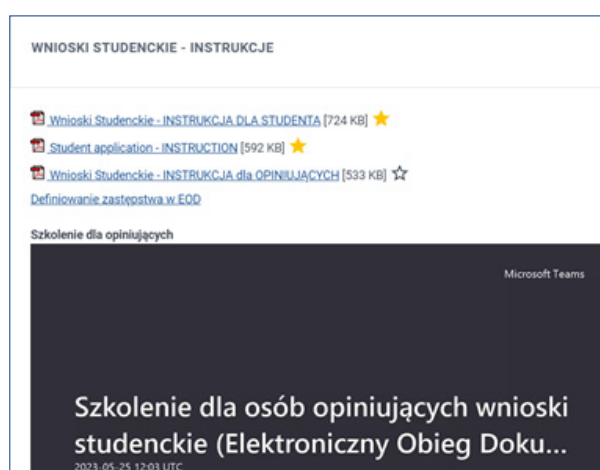 WNIOSKI STUDENCKIE - INSTRUKCJE
Wnioski Studenckie - INSTRUKCJA DLA STUDENTA [724 KB]
Student application - INSTRUCTION [592 KB]
Wnioski Studenckie - INSTRUKCJA dla OPINIUJĄCYCH [533 KB]
Definiowanie zastępstwa w EOD
Szkolenie dla opiniujących
Microsoft Teams
Szkolenie dla osób opiniujących wnioski
studenckie (Elektroniczny Obieg Doku...
2023-05-25 12:03 UTC